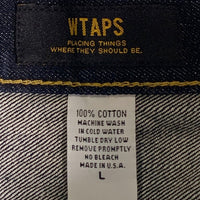 WTAPS
PLACING THINGS
WHERE THEY SHOULD BE.
100% COTTON
MACHINE WASH
IN COLD WATER
TUMBLE DRY LOW
REMOVE PROMPTLY
NO BLEACH
MADE IN U.S.A.
L